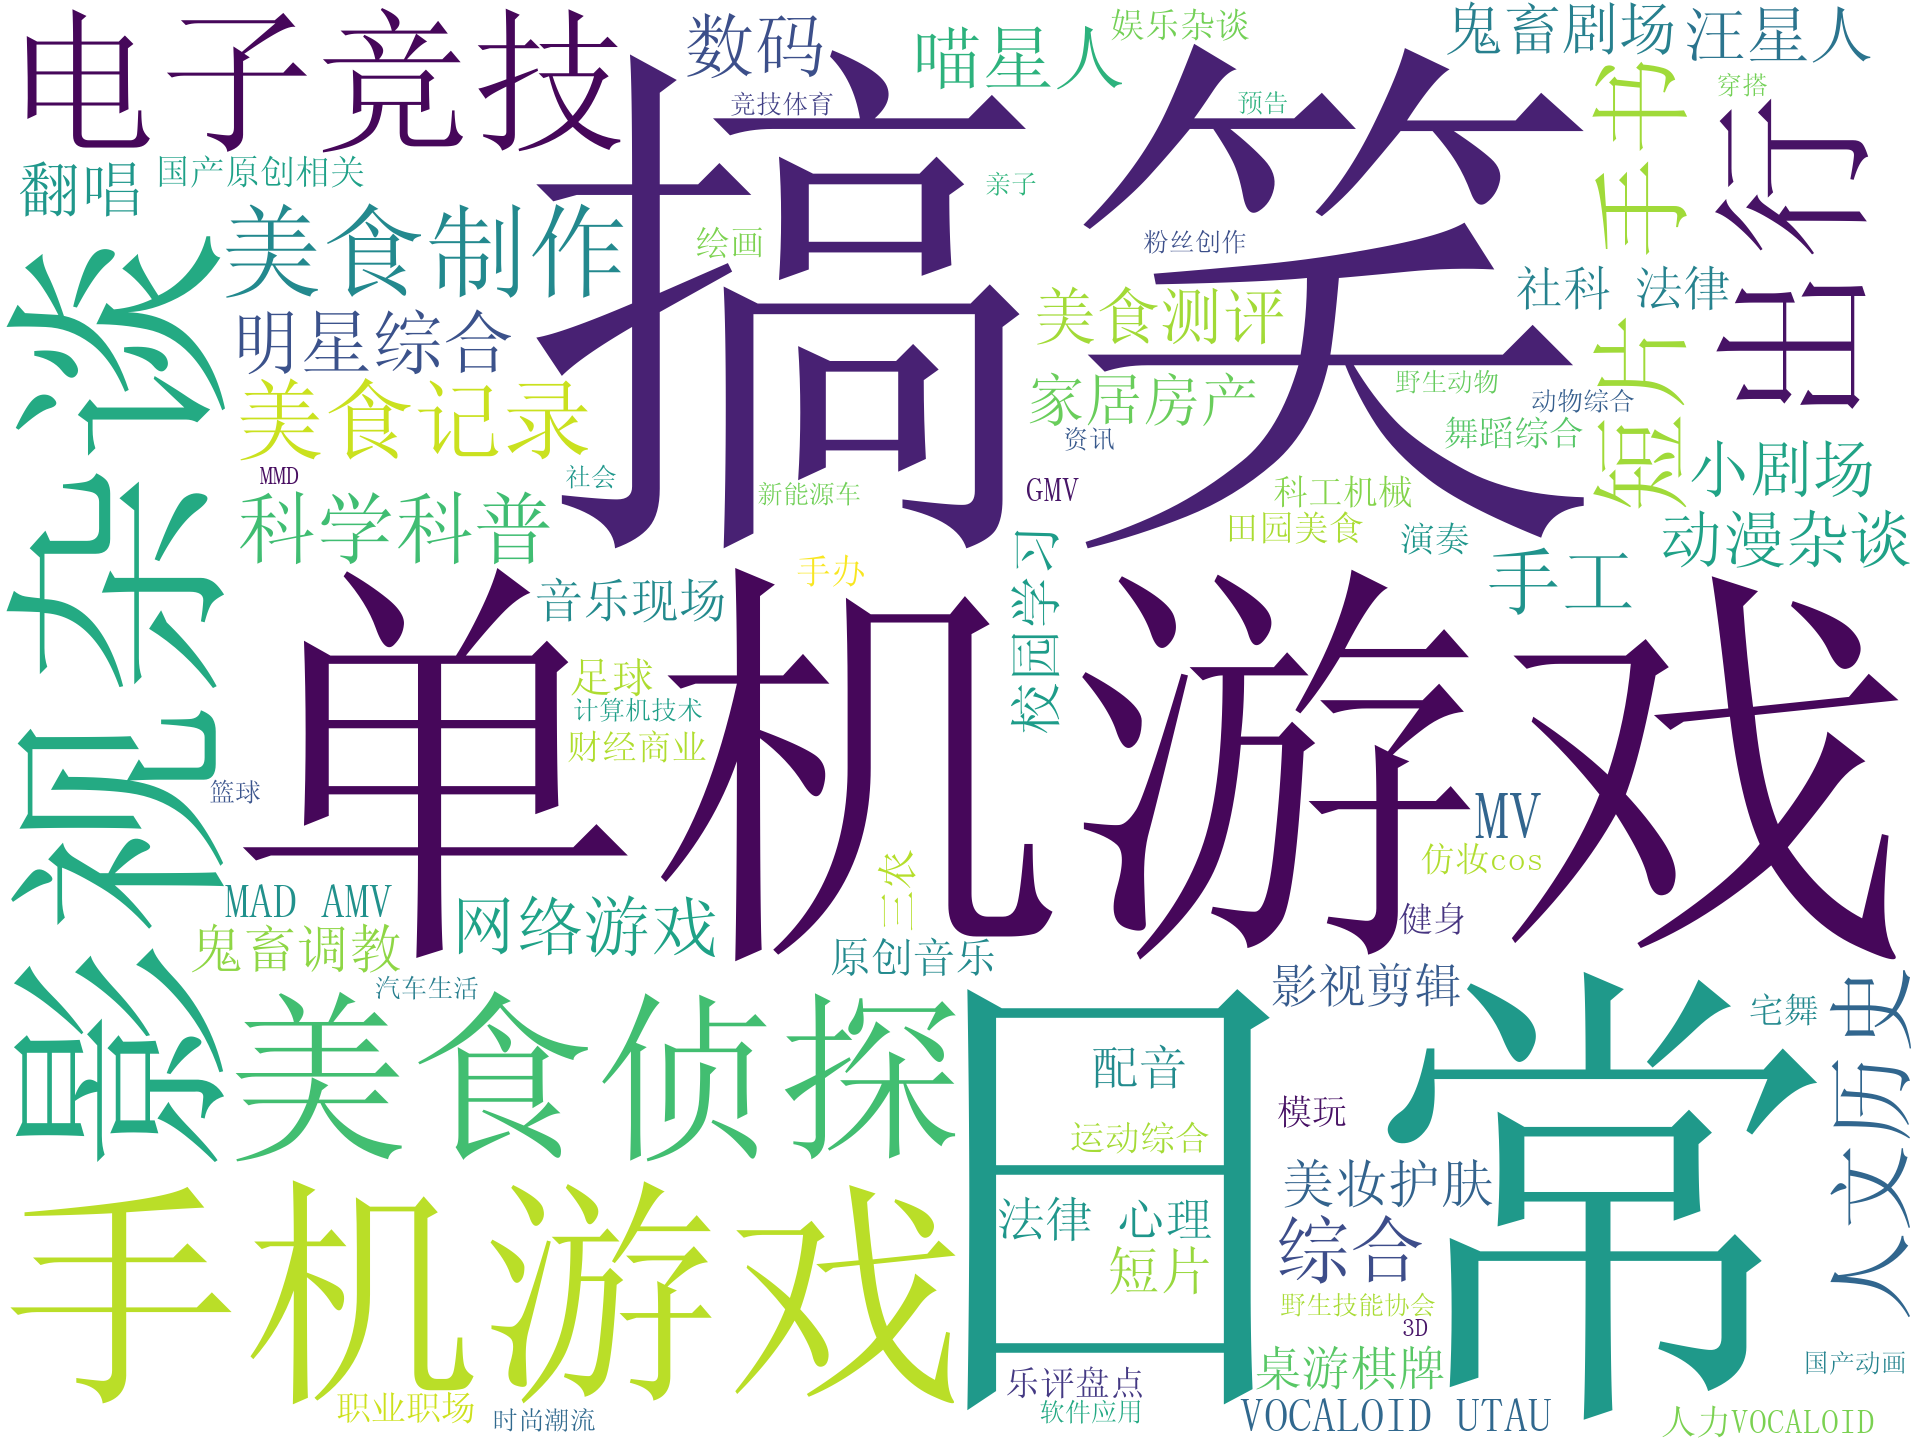 电子竞技
搞笑
数码
喵星人
娱乐杂谈
鬼畜剧场
汪星人
竞技体育
预告
手书
穿搭
出行
翻唱
国产原创相关
亲子
影视杂谈
美食制作
绘画
粉丝创作
社科 法律
明星综合
美食测评
短片
美食记录
家居房产
野生动物
动物综合
资讯
舞蹈综合
小剧场
MMD
社会
新能源车
GMV
科工机械
科学科普
田园美食
演奏
动漫杂谈
校园学习
手工
手办
音乐现场
单机游戏
足球
计算机技术
财经商业
篮球
MV
仿妆cos
三农
MAD AMV
网络游戏
健身
鬼畜调教
原创音乐
汽车生活
影视剪辑
人文历史
宅舞
美食侦探
日常
配音
模玩
运动综合
美妆护肤
手机游戏
法律 心理
综合
短片
野生技能协会
3D
桌游棋牌
国产动画
乐评盘点
职业职场
时尚潮流
软件应用
VOCALOID UTAU
人力VOCALOID